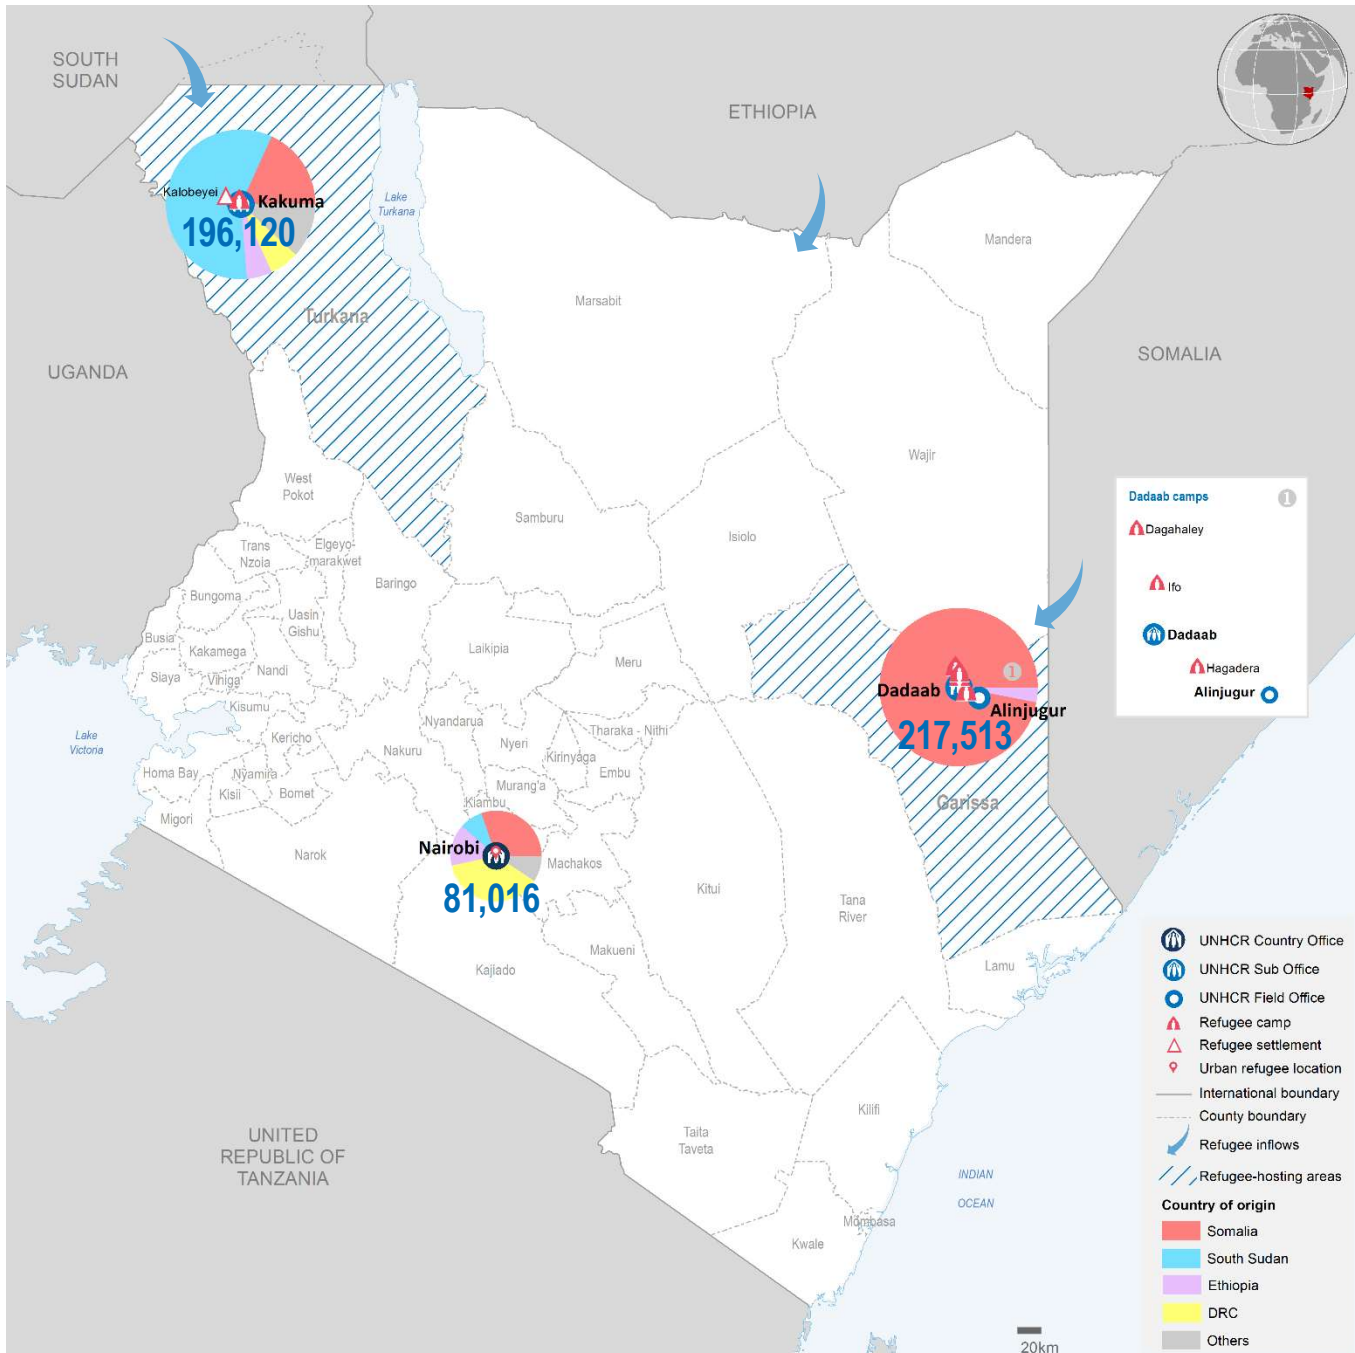 SOUTH
SUDAN
ETHIOPIA
Kalobeyei
Kakuma
196,120
Lake
Turkana
Mandera
Marsabit
Turkana
SOMALIA
UGANDA
Wajir
West
Pokot
Samburu
Isiolo
Dadaab camps
1
Dagahaley
Ifo
Dadaab
Hagadera
Alinjugur
Trans
Nzoia
Elgeyo-
marakwet
Baringo
Bungoma
Uasin
Gishu
Busia
Kakamega
Laikipia
Nandi
Meru
Siaya
Vihiga
Kisumu
1
Dadaab
Alinjugur
217,513
Lake
Victoria
Kericho
Nyandarua
Nakuru
Nyeri
Tharaka - Nithi
Kirinyaga
Embu
Homa Bay
Nyamira
Kisii
Bomet
Murang'a
Kiambu
Garissa
Migori
Narok
Nairobi
81,016
Machakos
Kitui
Tana
River
Makueni
Kajiado
Lamu
UNITED
REPUBLIC OF
TANZANIA
Taita
Taveta
Kilifi
INDIAN
OCEAN
Mombasa
Kwale
UNHCR Country Office
UNHCR Sub Office
UNHCR Field Office
Refugee camp
Refugee settlement
Urban refugee location
International boundary
County boundary
Refugee inflows
Refugee-hosting areas
Country of origin
Somalia
South Sudan
Ethiopia
DRC
Others
20km